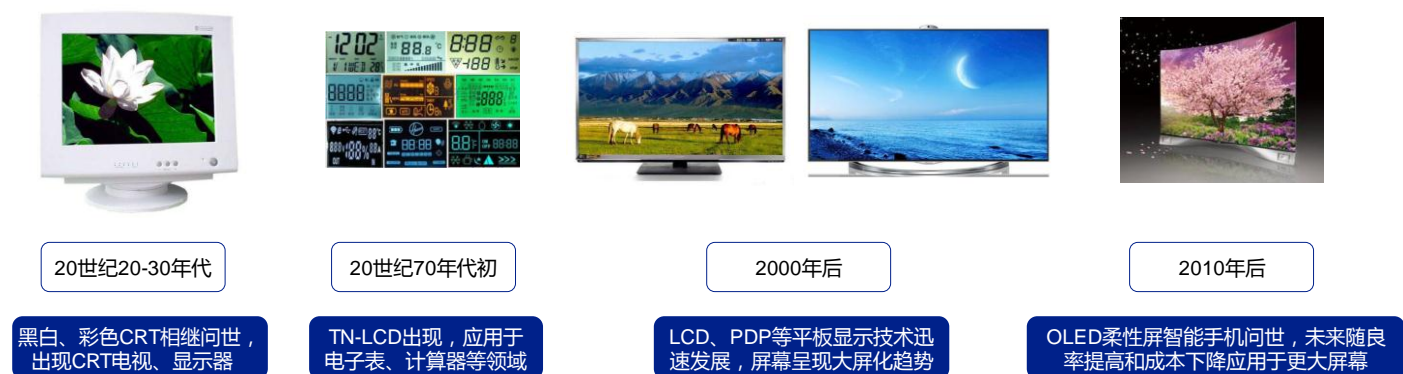 20世纪20-30年代
20世纪70年代初
2000年后
2010年后
黑白、彩色CRT相继问世，
出现CRT电视、显示器
TN-LCD出现，应用于
电子表、计算器等领域
LCD、PDP等平板显示技术迅
速发展，屏幕呈现大屏化趋势
OLED柔性屏智能手机问世，未来随良
率提高和成本下降应用于更大屏幕